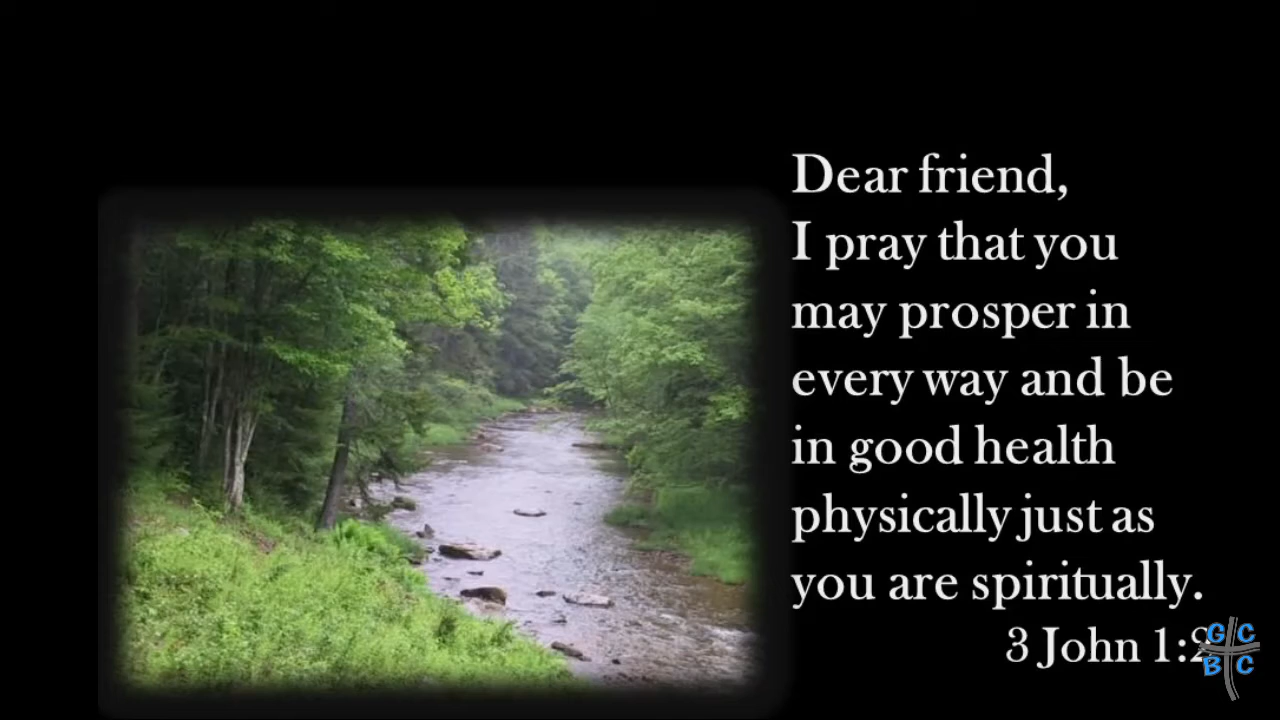 Dear friend,
I pray that you
may prosper in
every way and be
in good health
physically just as
you are spiritually.
3 John 1:2
G C
B C